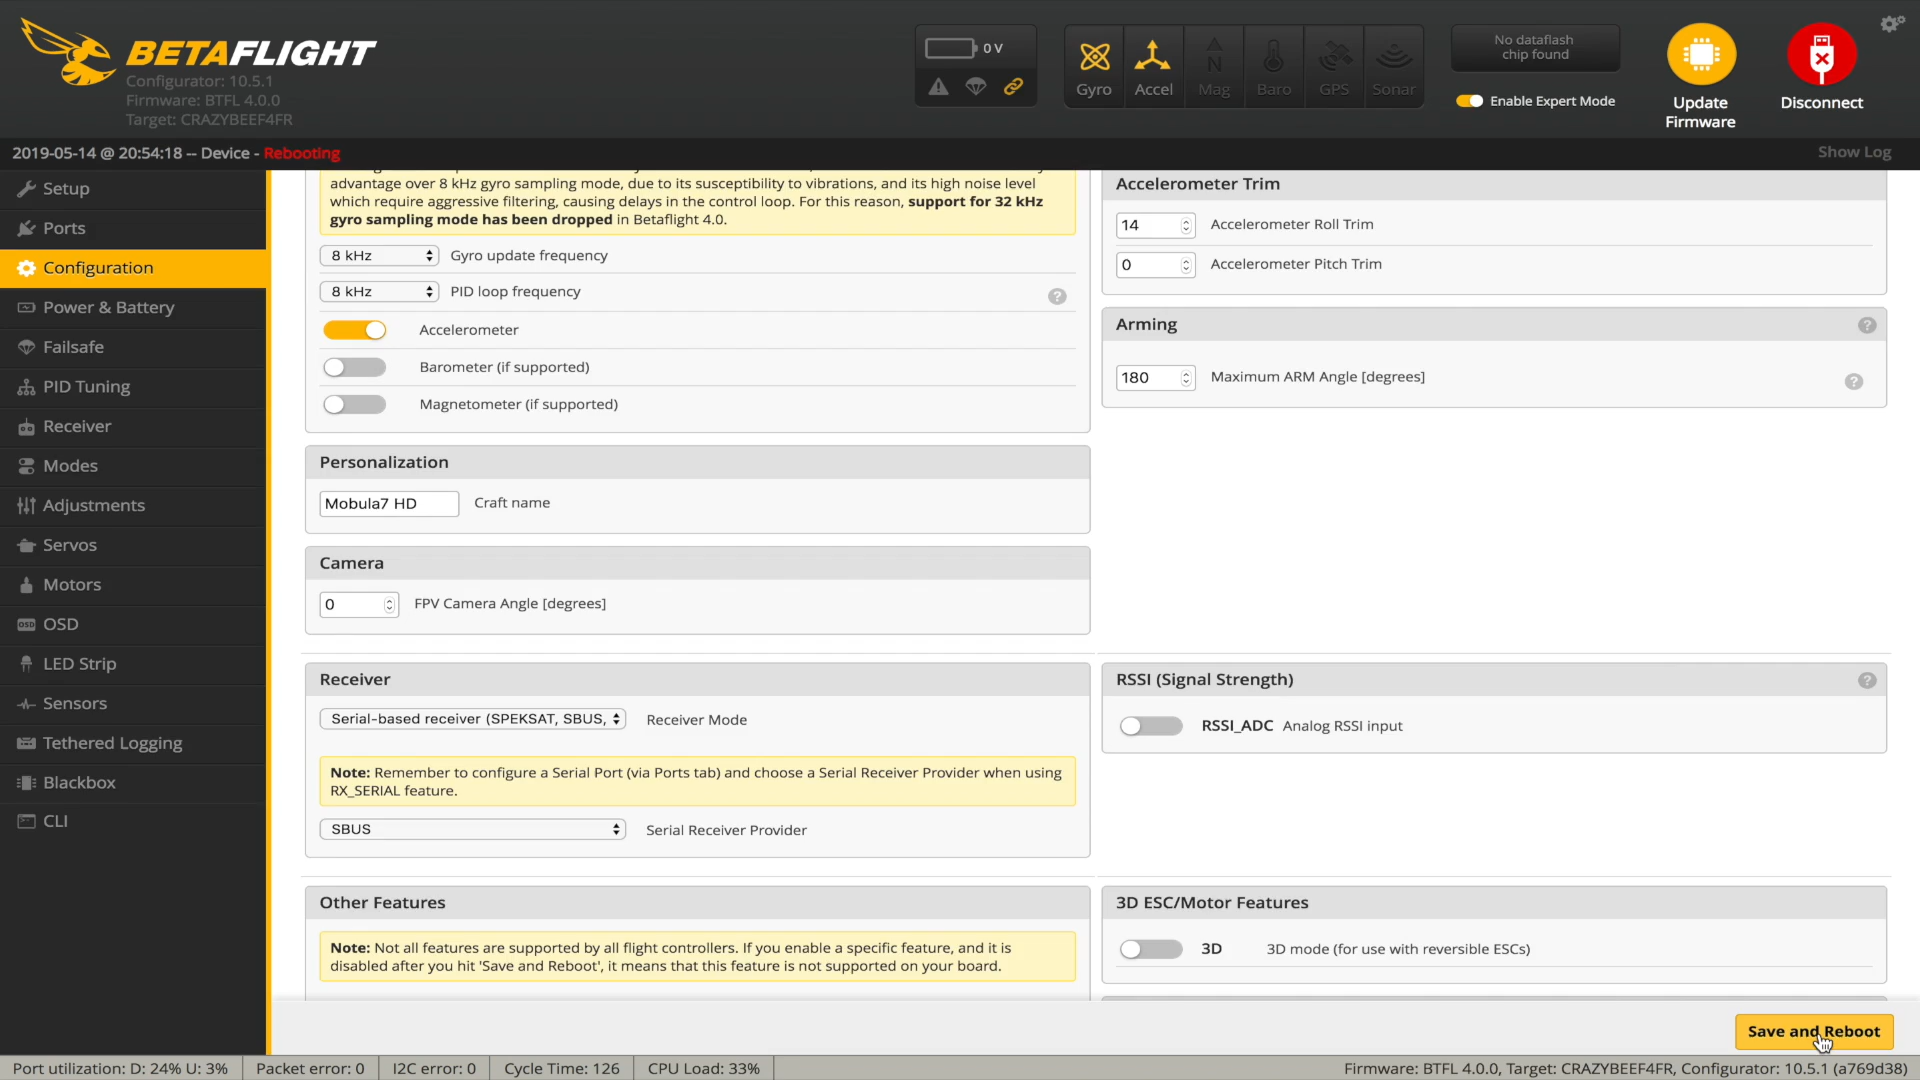 BETAFLIGHT
Configurator: 10.5.1
Firmware: BTFL 4.0.0
Target: CRAZYBEEF4FR
0 V
Gyro
Accel
N
Mag
Baro
GPS
Sonar
No dataflash
chip found
Enable Expert Mode
Update
Firmware
Disconnect
2019-05-14 @ 20:54:18 -- Device - Rebooting
Show Log
Setup
Ports
Configuration
Power & Battery
Failsafe
PID Tuning
Receiver
Modes
Adjustments
Servos
Motors
OSD
LED Strip
Sensors
Tethered Logging
Blackbox
CLI
advantage over 8 kHz gyro sampling mode, due to its susceptibility to vibrations, and its high noise level
which require aggressive filtering, causing delays in the control loop. For this reason, support for 32 kHz
gyro sampling mode has been dropped in Betaflight 4.0.
8 kHz Gyro update frequency
8 kHz PID loop frequency ?
Accelerometer
Barometer (if supported)
Magnetometer (if supported)
Accelerometer Trim
14 Accelerometer Roll Trim
0 Accelerometer Pitch Trim
Arming ?
180 Maximum ARM Angle [degrees] ?
Personalization
Mobula7 HD Craft name
Camera
0 FPV Camera Angle [degrees]
Receiver
Serial-based receiver (SPEKSAT, SBUS, Receiver Mode
Note: Remember to configure a Serial Port (via Ports tab) and choose a Serial Receiver Provider when using
RX_SERIAL feature.
SBUS Serial Receiver Provider
RSSI (Signal Strength) ?
RSSI_ADC Analog RSSI input
Other Features
Note: Not all features are supported by all flight controllers. If you enable a specific feature, and it is
disabled after you hit 'Save and Reboot', it means that this feature is not supported on your board.
3D ESC/Motor Features
3D 3D mode (for use with reversible ESCs)
Save and Reboot
Port utilization: D: 24% U: 3%
Packet error: 0
I2C error: 0
Cycle Time: 126
CPU Load: 33%
Firmware: BTFL 4.0.0, Target: CRAZYBEEF4FR, Configurator: 10.5.1 (a769d38)